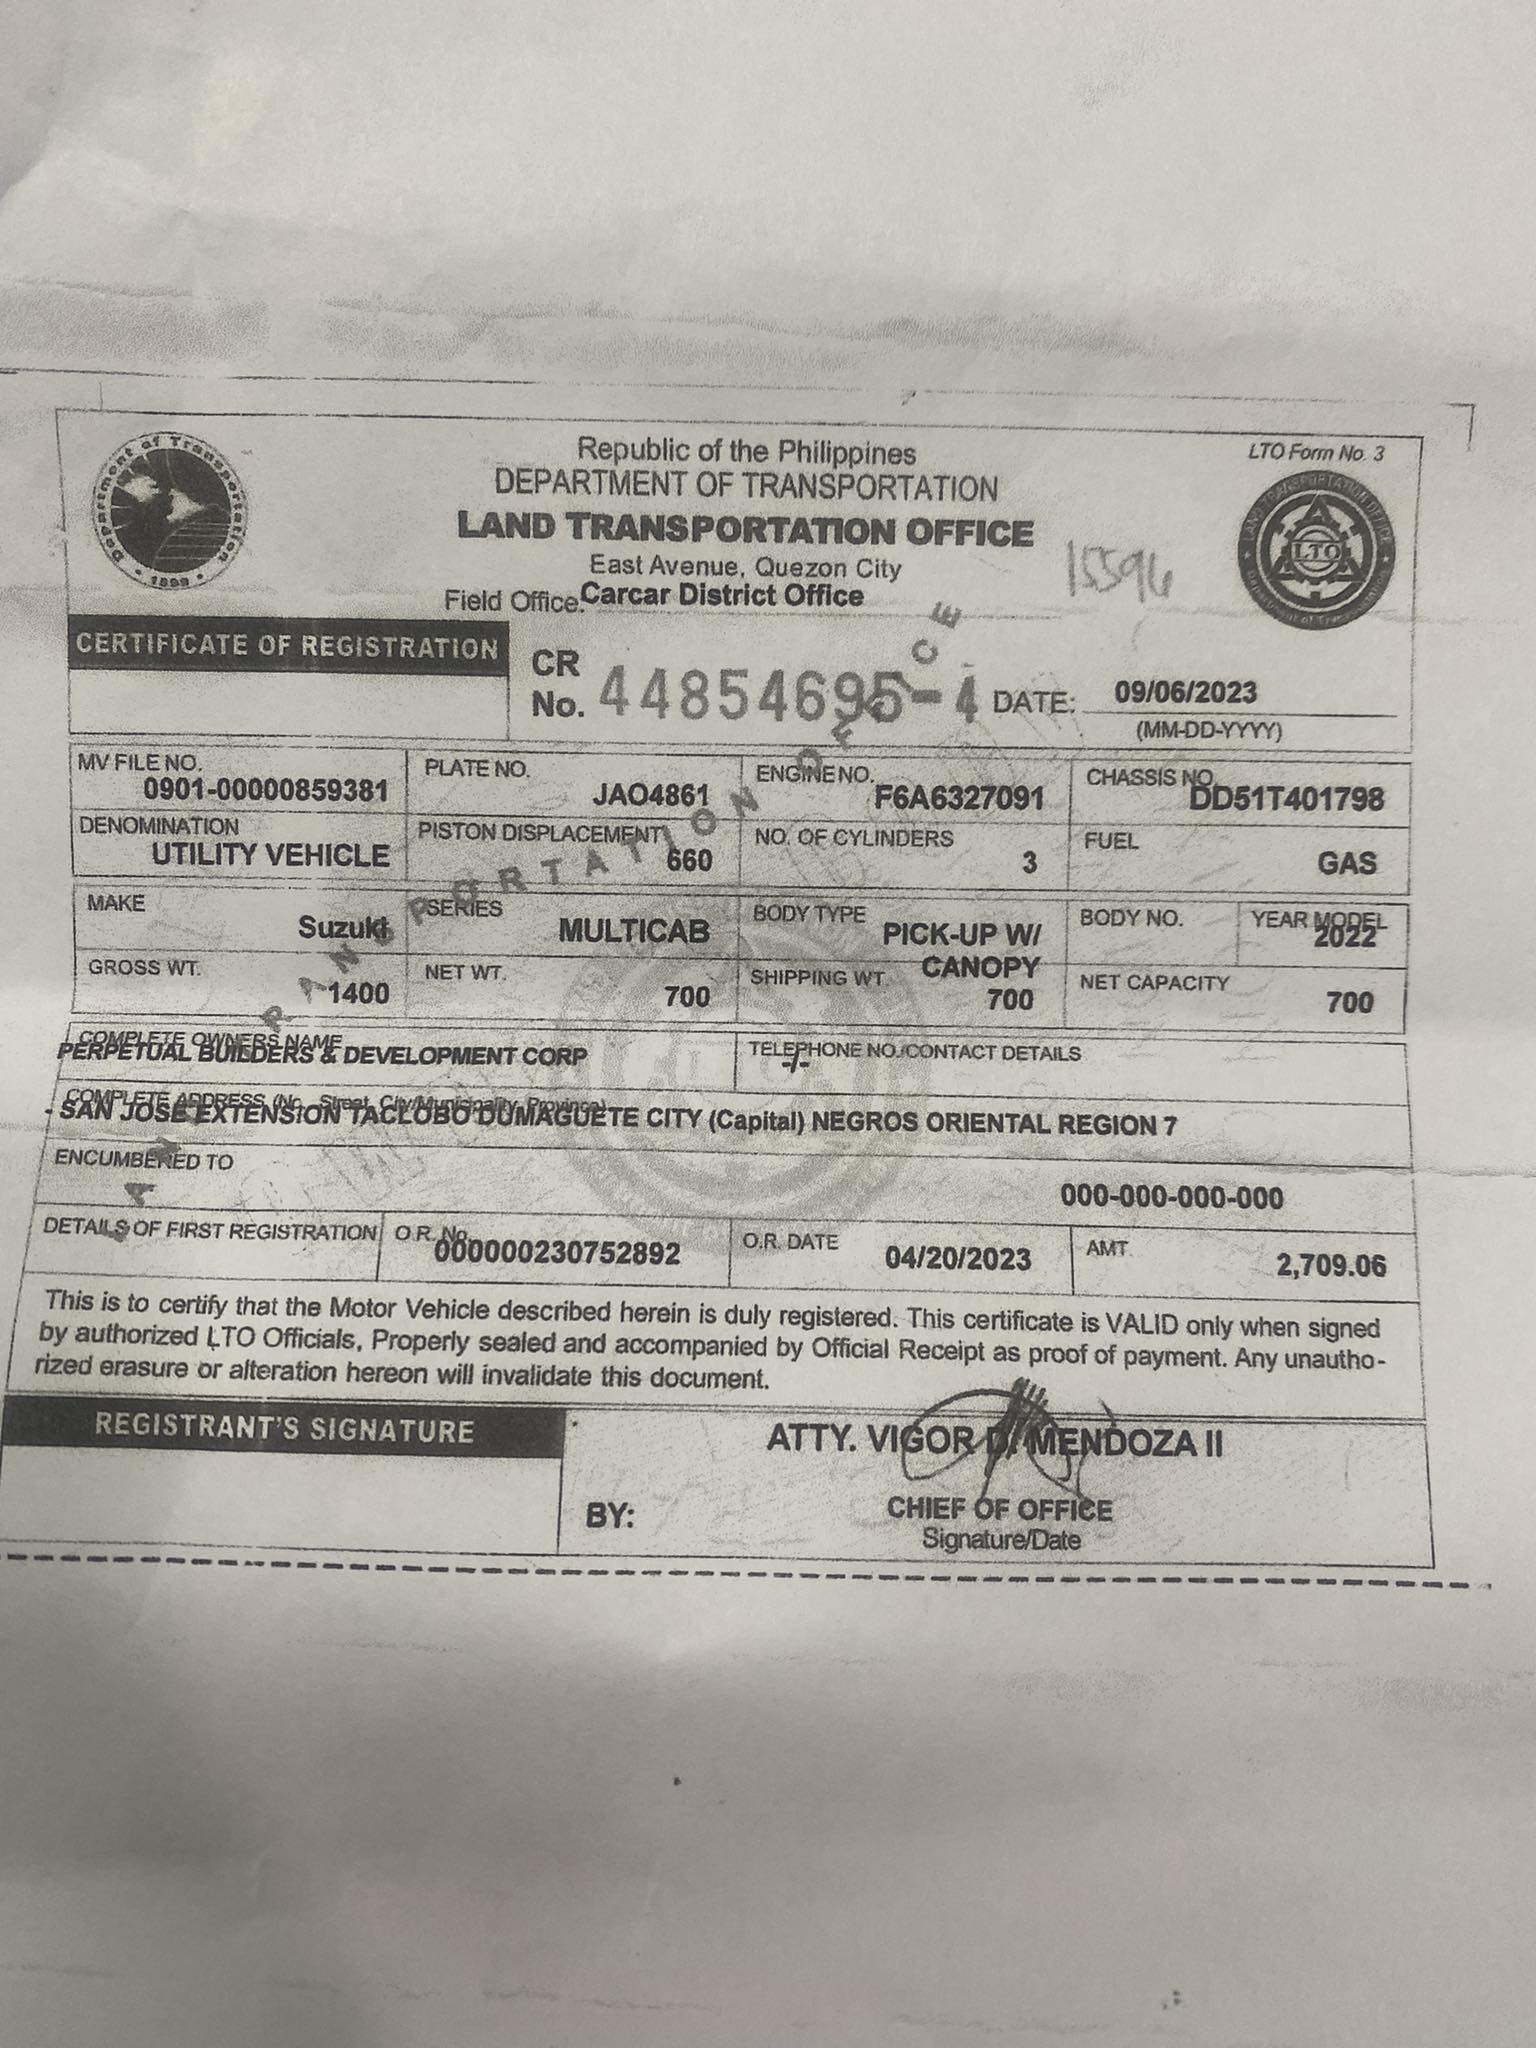 Republic of the Philippines
LTO Form No. 3
DEPARTMENT OF TRANSPORTATION
LAND TRANSPORTATION OFFICE
East Avenue, Quezon City
Field Office. Carcar District Office
15596
Department of Transportation
1899
LTO
CERTIFICATE OF REGISTRATION
CR No. 44854695-4 DATE: 09/06/2023
(MM-DD-YYYY)
MV FILE NO. PLATE NO. ENGINE NO. CHASSIS NO.
0901-00000859381 JAO4861 F6A6327091 DD51T401798
DENOMINATION PISTON DISPLACEMENT NO. OF CYLINDERS FUEL
UTILITY VEHICLE 660 3 GAS
MAKE SERIES BODY TYPE BODY NO. YEAR MODEL
Suzuki MULTICAB PICK-UP W/ CANOPY 2022
GROSS WT. NET WT. SHIPPING WT. NET CAPACITY
1400 700 700 700
COMPLETE OWNERS NAME TELEPHONE NO./CONTACT DETAILS
PERPETUAL BUILDERS & DEVELOPMENT CORP -/-
COMPLETE ADDRESS (No., Street, City/Municipality, Province)
- SAN JOSE EXTENSION TACLOBO DUMAGUETE CITY (Capital) NEGROS ORIENTAL REGION 7
ENCUMBERED TO
000-000-000-000
DETAILS OF FIRST REGISTRATION O.R. No. 000000230752892 O.R. DATE 04/20/2023 AMT. 2,709.06
This is to certify that the Motor Vehicle described herein is duly registered. This certificate is VALID only when signed
by authorized LTO Officials, Properly sealed and accompanied by Official Receipt as proof of payment. Any unautho-
rized erasure or alteration hereon will invalidate this document.
REGISTRANT'S SIGNATURE
ATTY. VIGOR D. MENDOZA II
BY:
CHIEF OF OFFICE
Signature/Date